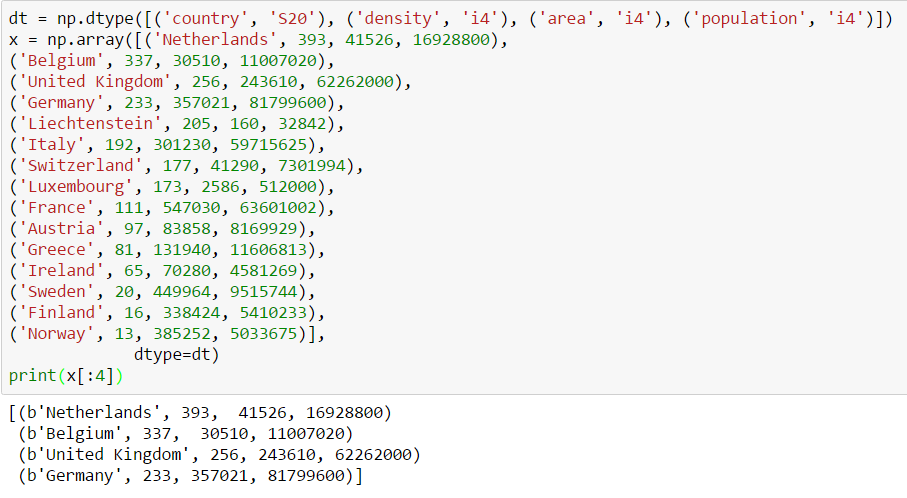 dt = np.dtype([('country', 'S20'), ('density', 'i4'), ('area', 'i4'), ('population', 'i4')])
x = np.array([('Netherlands', 393, 41526, 16928800),
('Belgium', 337, 30510, 11007020),
('United Kingdom', 256, 243610, 62262000),
('Germany', 233, 357021, 81799600),
('Liechtenstein', 205, 160, 32842),
('Italy', 192, 301230, 59715625),
('Switzerland', 177, 41290, 7301994),
('Luxembourg', 173, 2586, 512000),
('France', 111, 547030, 63601002),
('Austria', 97, 83858, 8169929),
('Greece', 81, 131940, 11606813),
('Ireland', 65, 70280, 4581269),
('Sweden', 20, 449964, 9515744),
('Finland', 16, 338424, 5410233),
('Norway', 13, 385252, 5033675)],
             dtype=dt)
print(x[:4])
[(b'Netherlands', 393,  41526, 16928800)
 (b'Belgium', 337,  30510, 11007020)
 (b'United Kingdom', 256, 243610, 62262000)
 (b'Germany', 233, 357021, 81799600)]